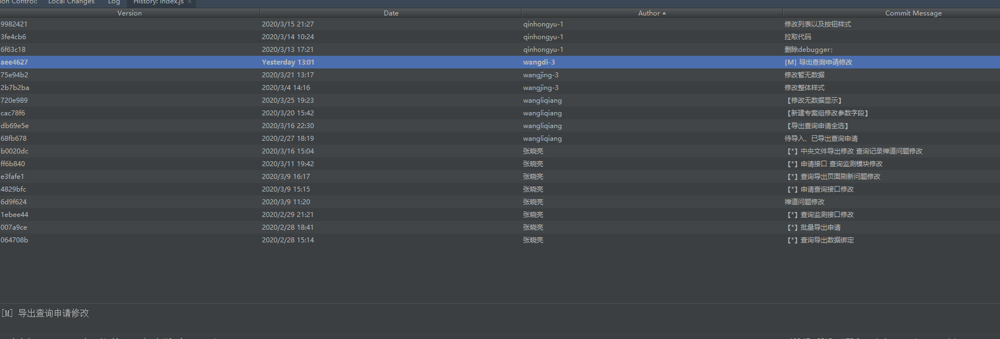 ion Control: Local Changes Log History: index.js ×
Version Date Author Commit Message
9982421 2020/3/15 21:27 qinhongyu-1 修改列表以及按钮样式
3fe4cb6 2020/3/14 10:24 qinhongyu-1 拉取代码
6f63c18 2020/3/13 17:21 qinhongyu-1 删除debugger;
aee4627 Yesterday 13:01 wangdi-3 [M] 导出查询申请修改
75e94b2 2020/3/21 13:17 wangjing-3 修改暂无数据
2b7b2ba 2020/3/4 14:16 wangjing-3 修改整体样式
720e989 2020/3/25 19:23 wangliqiang 【修改无数据显示】
cac78f6 2020/3/20 15:42 wangliqiang 【新建专案组修改参数字段】
db69e5e 2020/3/16 22:30 wangliqiang 【导出查询申请全选】
68fb678 2020/2/27 18:19 wangliqiang 待导入、已导出查询申请
b0020dc 2020/3/16 15:04 张晓亮 【*】中央文件导出修改 查询记录禅道问题修改
ff6b840 2020/3/11 19:42 张晓亮 【*】申请接口 查询监测模块修改
e3fafe1 2020/3/9 16:17 张晓亮 【*】查询导出页面刷新问题修改
4829bfc 2020/3/9 15:15 张晓亮 【*】申请查询接口修改
6d9f624 2020/3/9 11:20 张晓亮 禅道问题修改
1ebee44 2020/2/29 21:21 张晓亮 【*】查询监测接口修改
007a9ce 2020/2/28 18:41 张晓亮 【*】批量导出申请
064708b 2020/2/28 15:14 张晓亮 【*】查询导出数据绑定
[M] 导出查询申请修改